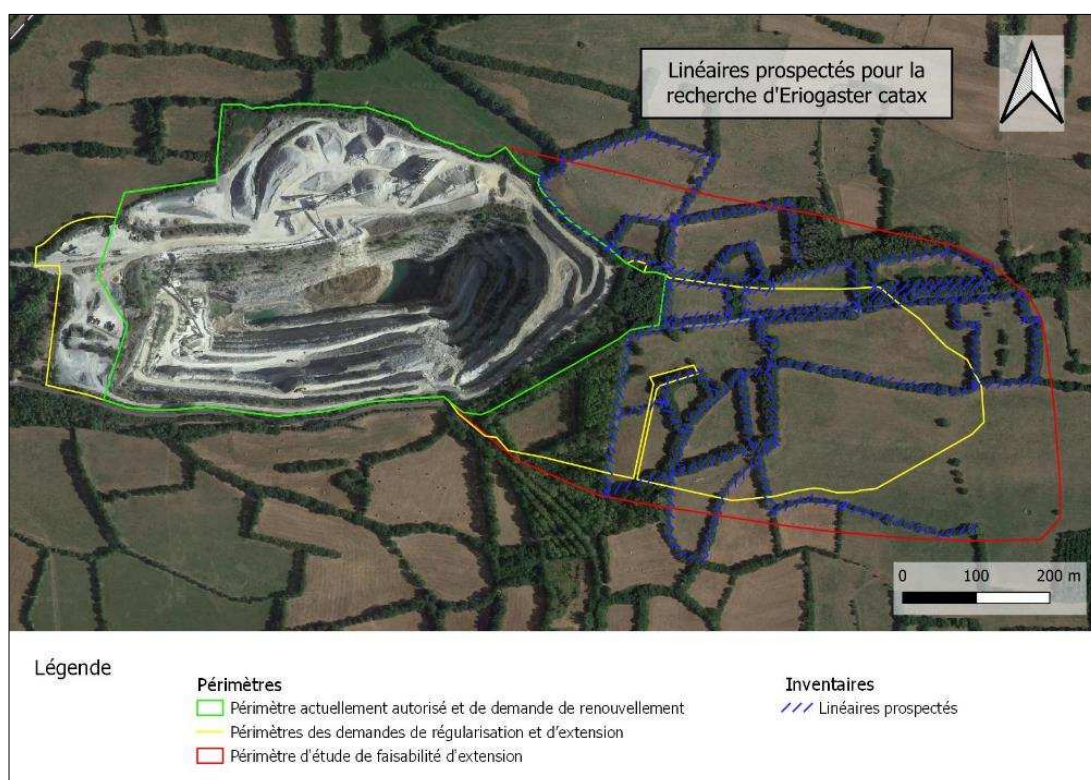 Linéaires prospectés pour la
recherche d'Eriogaster catax
0 100 200 m
Légende
Périmètres
Périmètre actuellement autorisé et de demande de renouvellement
Périmètres des demandes de régularisation et d'extension
Périmètre d'étude de faisabilité d'extension
Inventaires
Linéaires prospectés